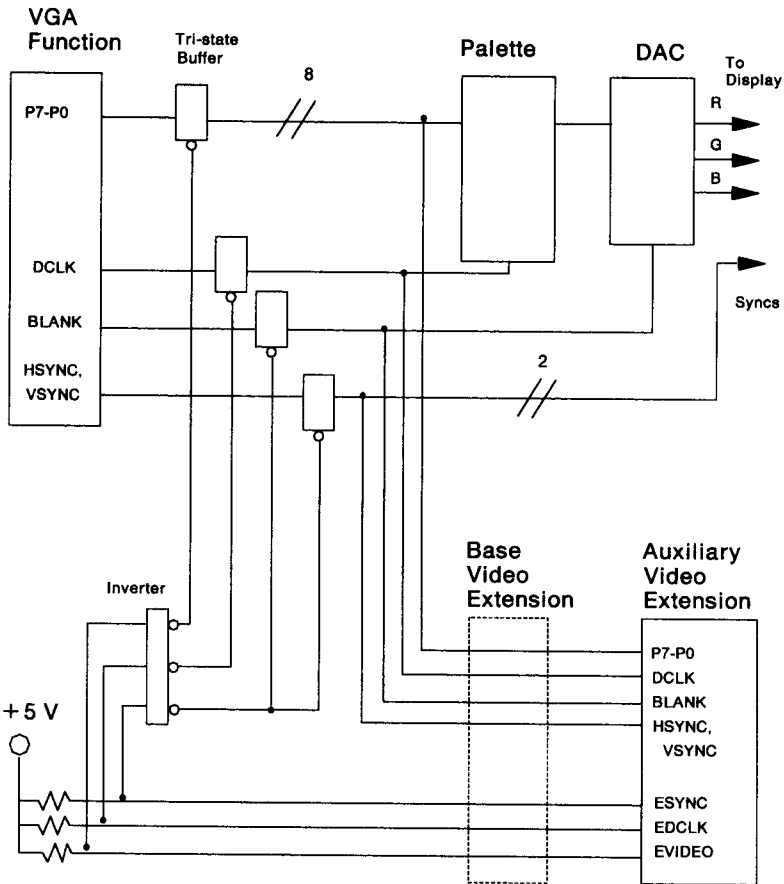 VGA
Function
Tri-state
Buffer
8
Palette
DAC
To
Display
P7-P0
R
G
B
DCLK
Syncs
BLANK
HSYNC,
VSYNC
2
Base
Video
Extension
Auxiliary
Video
Extension
Inverter
P7-P0
DCLK
BLANK
HSYNC,
VSYNC
+5 V
ESYNC
EDCLK
EVIDEO